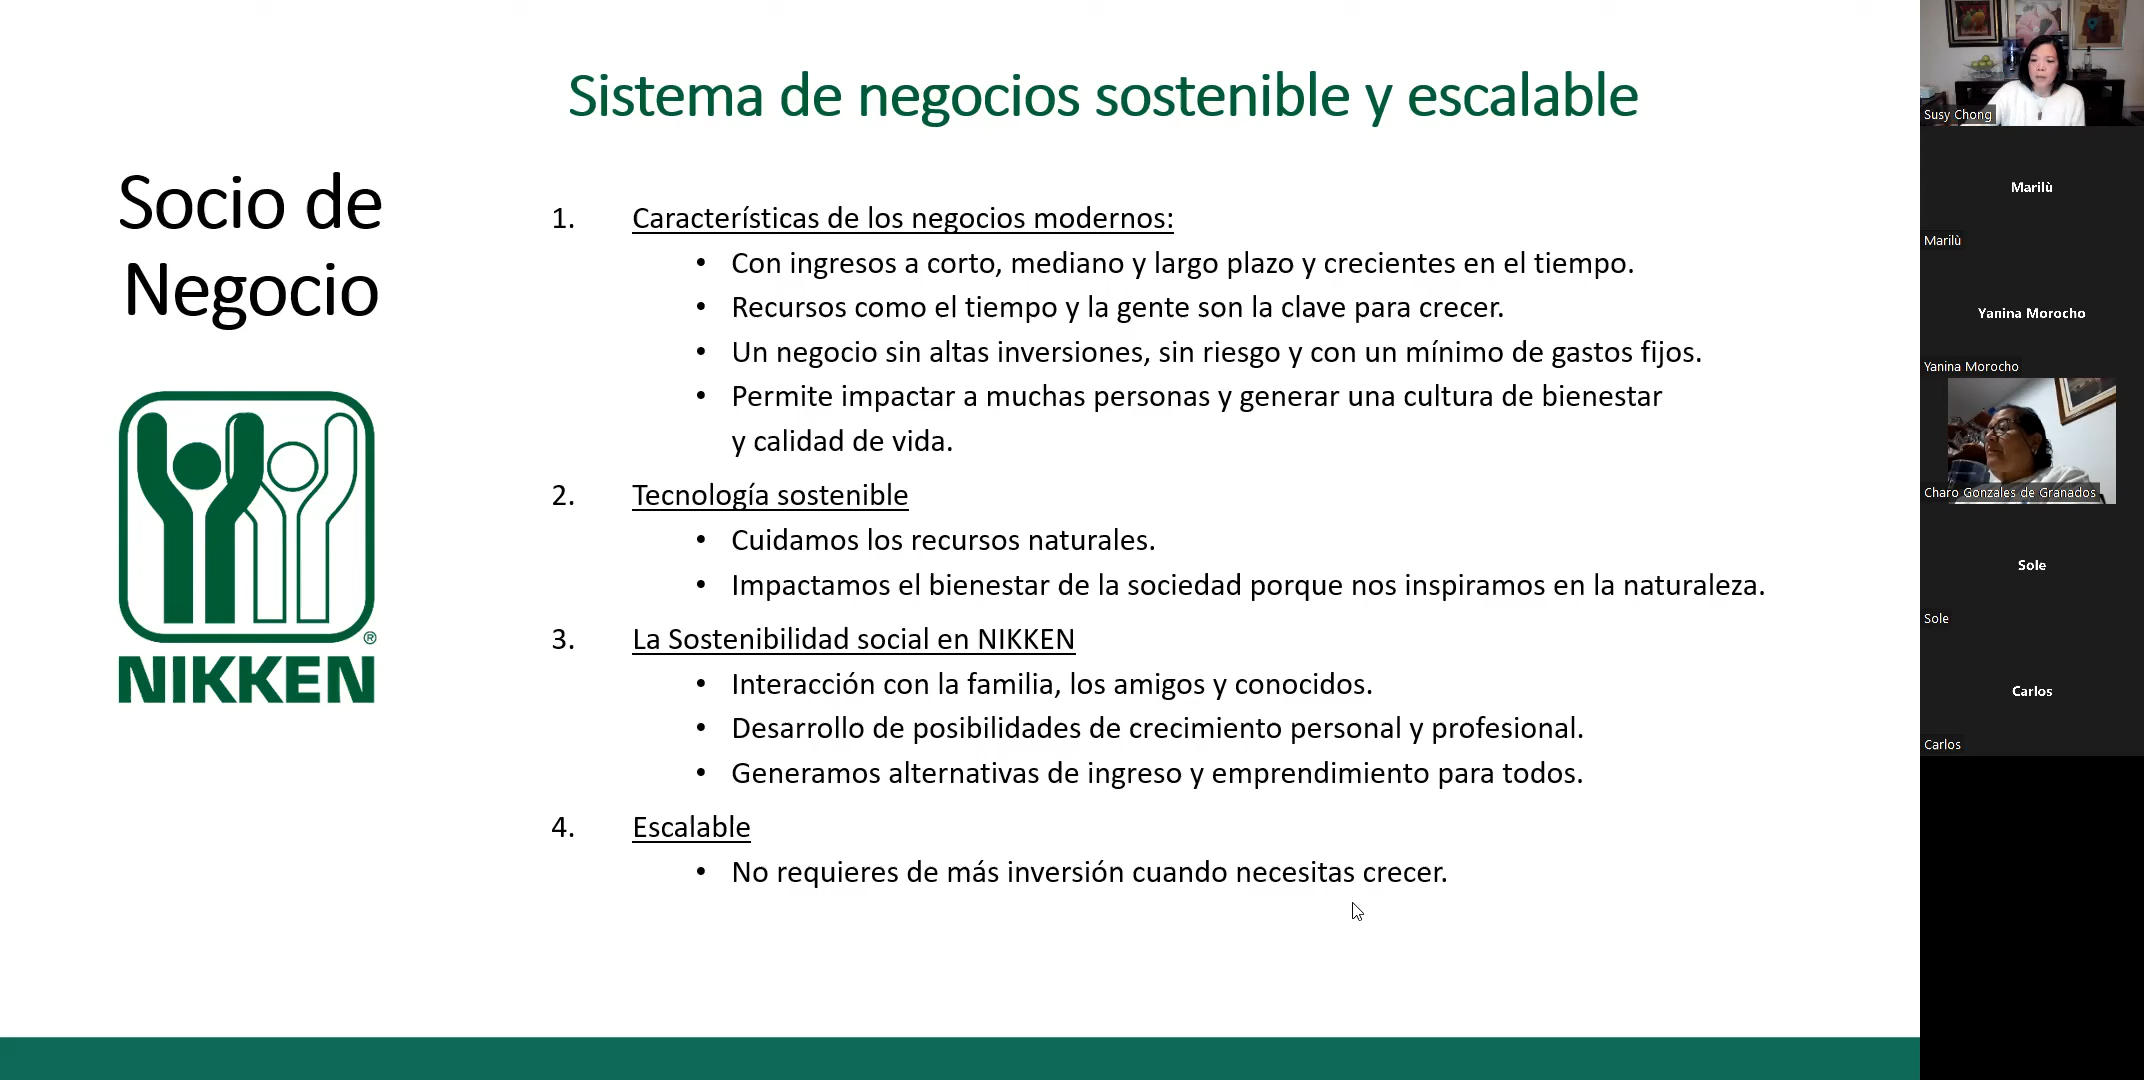 Sistema de negocios sostenible y escalable
Socio de
Negocio
®
NIKKEN
1. Características de los negocios modernos:
• Con ingresos a corto, mediano y largo plazo y crecientes en el tiempo.
• Recursos como el tiempo y la gente son la clave para crecer.
• Un negocio sin altas inversiones, sin riesgo y con un mínimo de gastos fijos.
• Permite impactar a muchas personas y generar una cultura de bienestar
y calidad de vida.
2. Tecnología sostenible
• Cuidamos los recursos naturales.
• Impactamos el bienestar de la sociedad porque nos inspiramos en la naturaleza.
3. La Sostenibilidad social en NIKKEN
• Interacción con la familia, los amigos y conocidos.
• Desarrollo de posibilidades de crecimiento personal y profesional.
• Generamos alternativas de ingreso y emprendimiento para todos.
4. Escalable
• No requieres de más inversión cuando necesitas crecer.
Susy Chong
Marilù
Marilù
Yanina Morocho
Yanina Morocho
Charo Gonzales de Granados
Sole
Sole
Carlos
Carlos